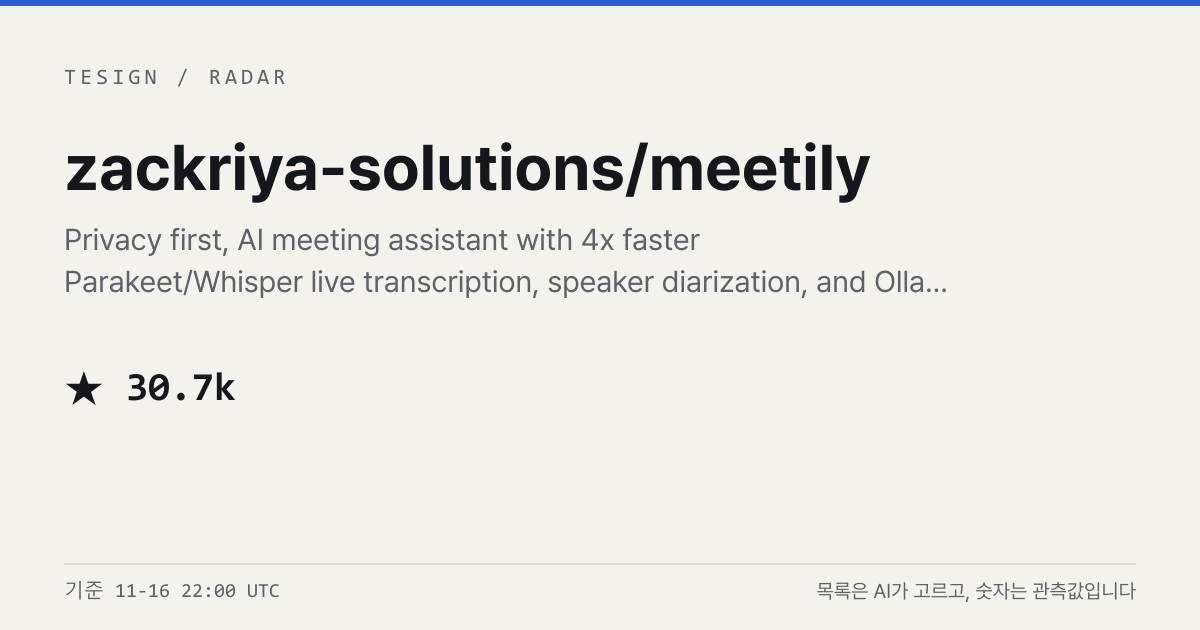 TESIGN / RADAR
zackriya-solutions/meetily
Privacy first, AI meeting assistant with 4x faster
Parakeet/Whisper live transcription, speaker diarization, and Olla...
★ 30.7k
기준 11-16 22:00 UTC
목록은 AI가 고르고, 숫자는 관측값입니다